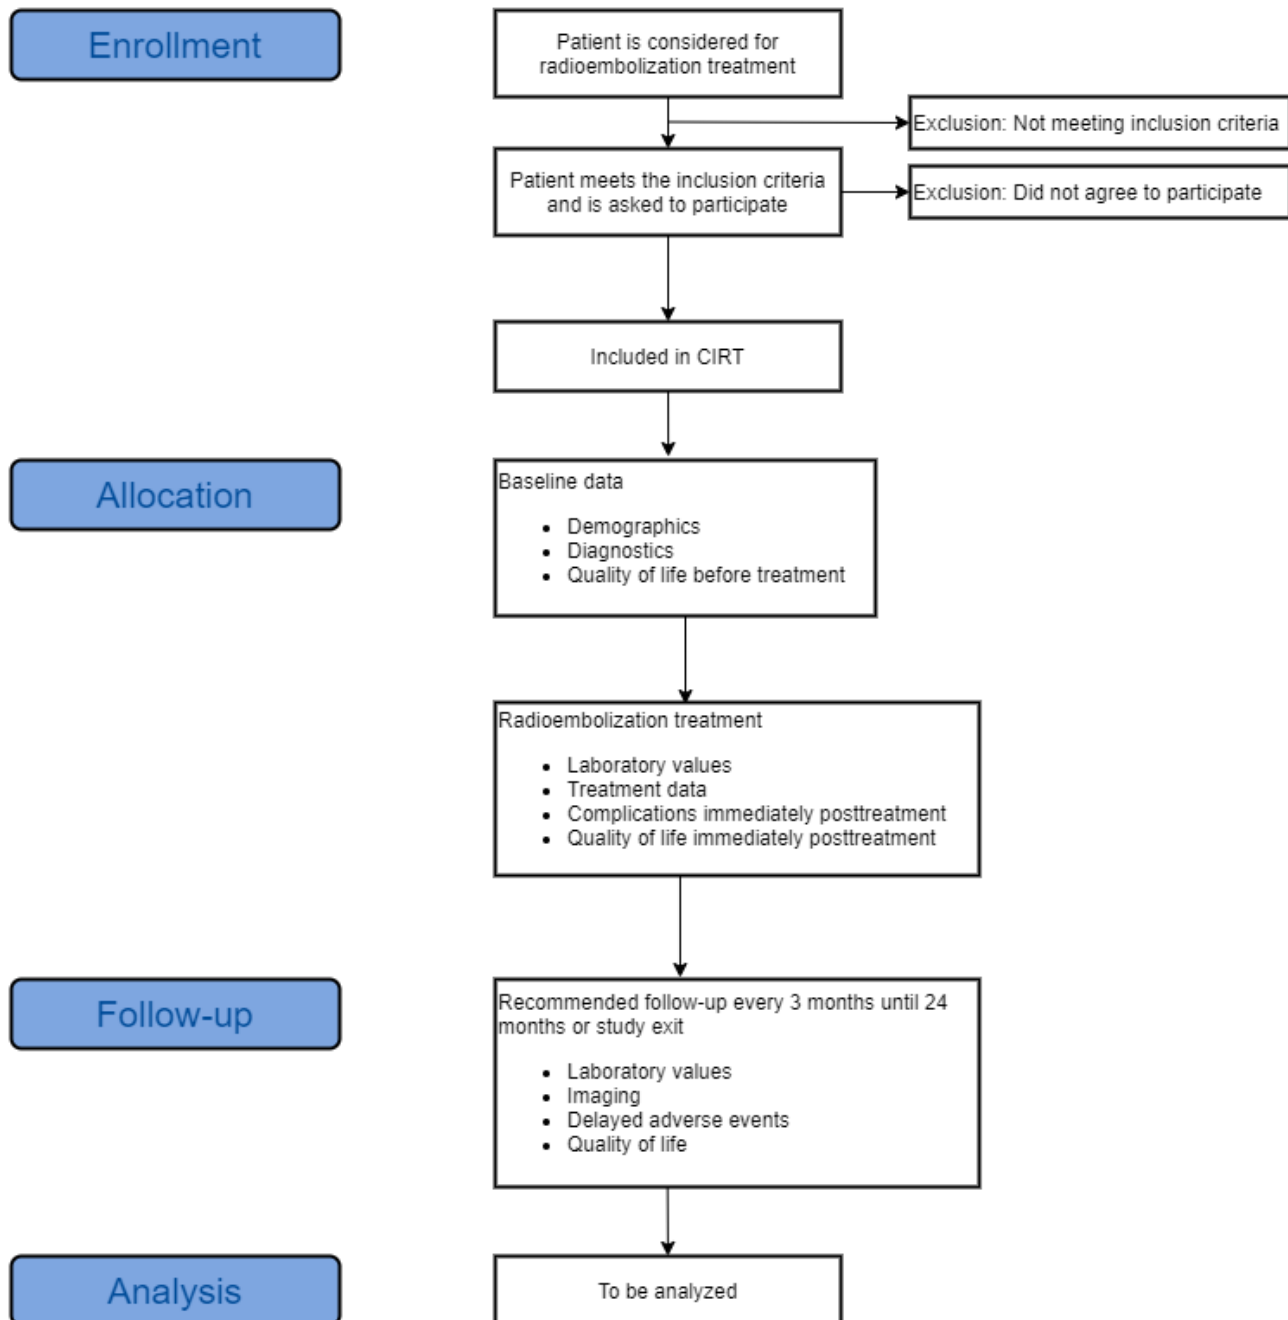 Enrollment
Patient is considered for
radioembolization treatment
Exclusion: Not meeting inclusion criteria
Patient meets the inclusion criteria
and is asked to participate
Exclusion: Did not agree to participate
Included in CIRT
Allocation
Baseline data
• Demographics
• Diagnostics
• Quality of life before treatment
Radioembolization treatment
• Laboratory values
• Treatment data
• Complications immediately posttreatment
• Quality of life immediately posttreatment
Follow-up
Recommended follow-up every 3 months until 24
months or study exit
• Laboratory values
• Imaging
• Delayed adverse events
• Quality of life
Analysis
To be analyzed